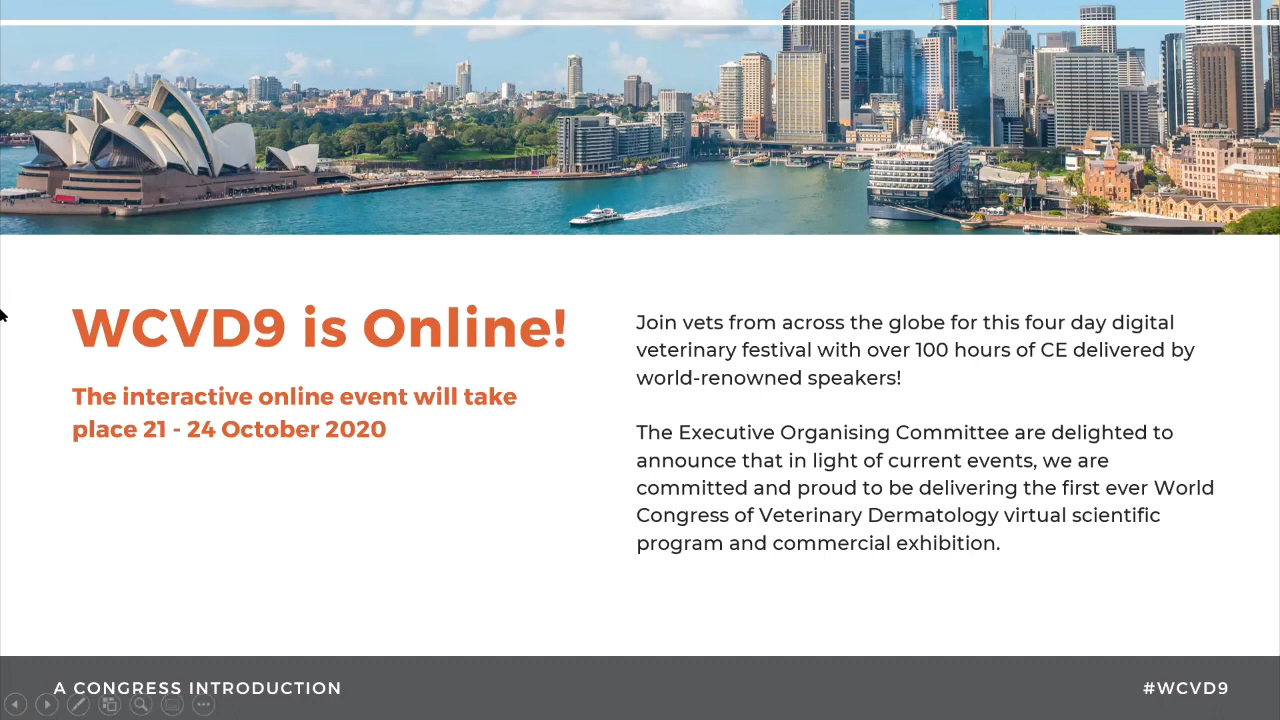 WCVD9 is Online!
The interactive online event will take
place 21 - 24 October 2020
Join vets from across the globe for this four day digital
veterinary festival with over 100 hours of CE delivered by
world-renowned speakers!
The Executive Organising Committee are delighted to
announce that in light of current events, we are
committed and proud to be delivering the first ever World
Congress of Veterinary Dermatology virtual scientific
program and commercial exhibition.
A CONGRESS INTRODUCTION
#WCVD9